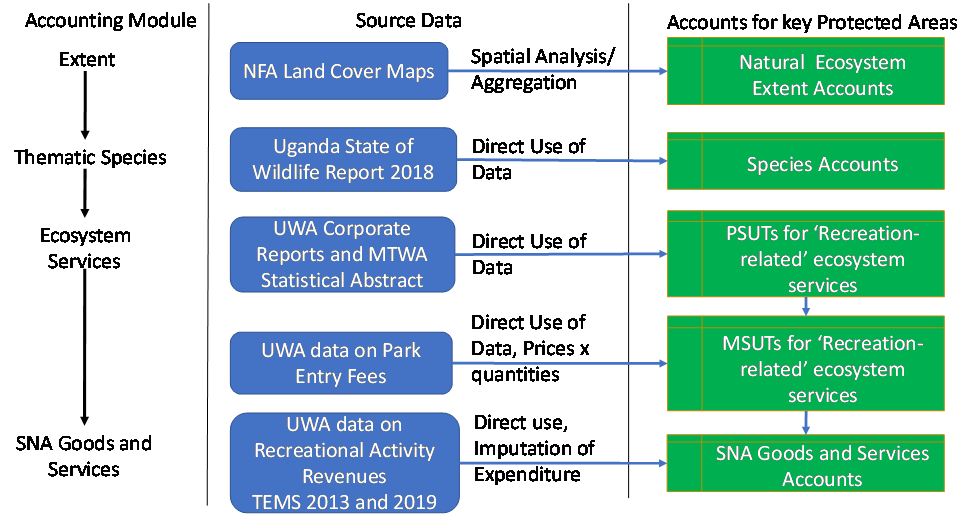 Accounting Module
Source Data
Accounts for key Protected Areas
Extent
NFA Land Cover Maps
Spatial Analysis/
Aggregation
Natural Ecosystem
Extent Accounts
Thematic Species
Uganda State of
Wildlife Report 2018
Direct Use of
Data
Species Accounts
Ecosystem
Services
UWA Corporate
Reports and MTWA
Statistical Abstract
Direct Use of
Data
PSUTs for ‘Recreation-
related’ ecosystem
services
UWA data on Park
Entry Fees
Direct Use of
Data, Prices x
quantities
MSUTs for ‘Recreation-
related’ ecosystem
services
SNA Goods and
Services
UWA data on
Recreational Activity
Revenues
TEMS 2013 and 2019
Direct use,
Imputation of
Expenditure
SNA Goods and Services
Accounts